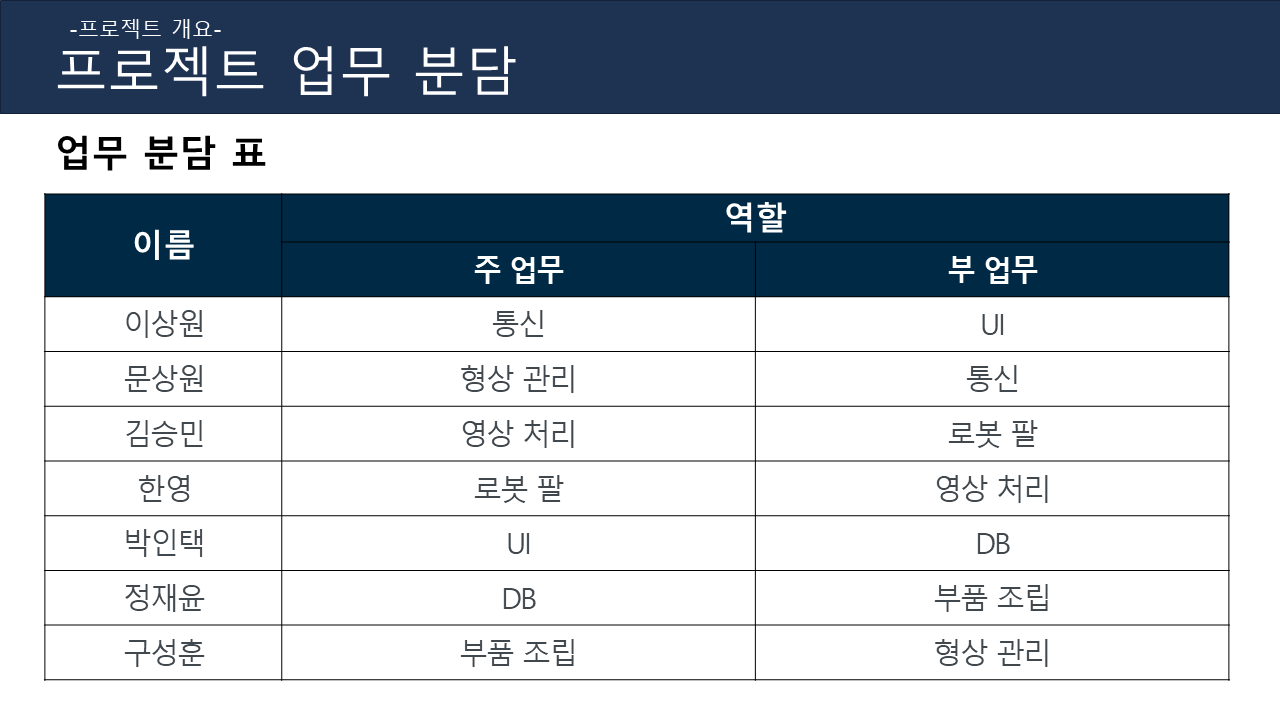 -프로젝트 개요-
프로젝트 업무 분담
업무 분담 표
이름 역할
주 업무 부 업무
이상원 통신 UI
문상원 형상 관리 통신
김승민 영상 처리 로봇 팔
한영 로봇 팔 영상 처리
박인택 UI DB
정재윤 DB 부품 조립
구성훈 부품 조립 형상 관리